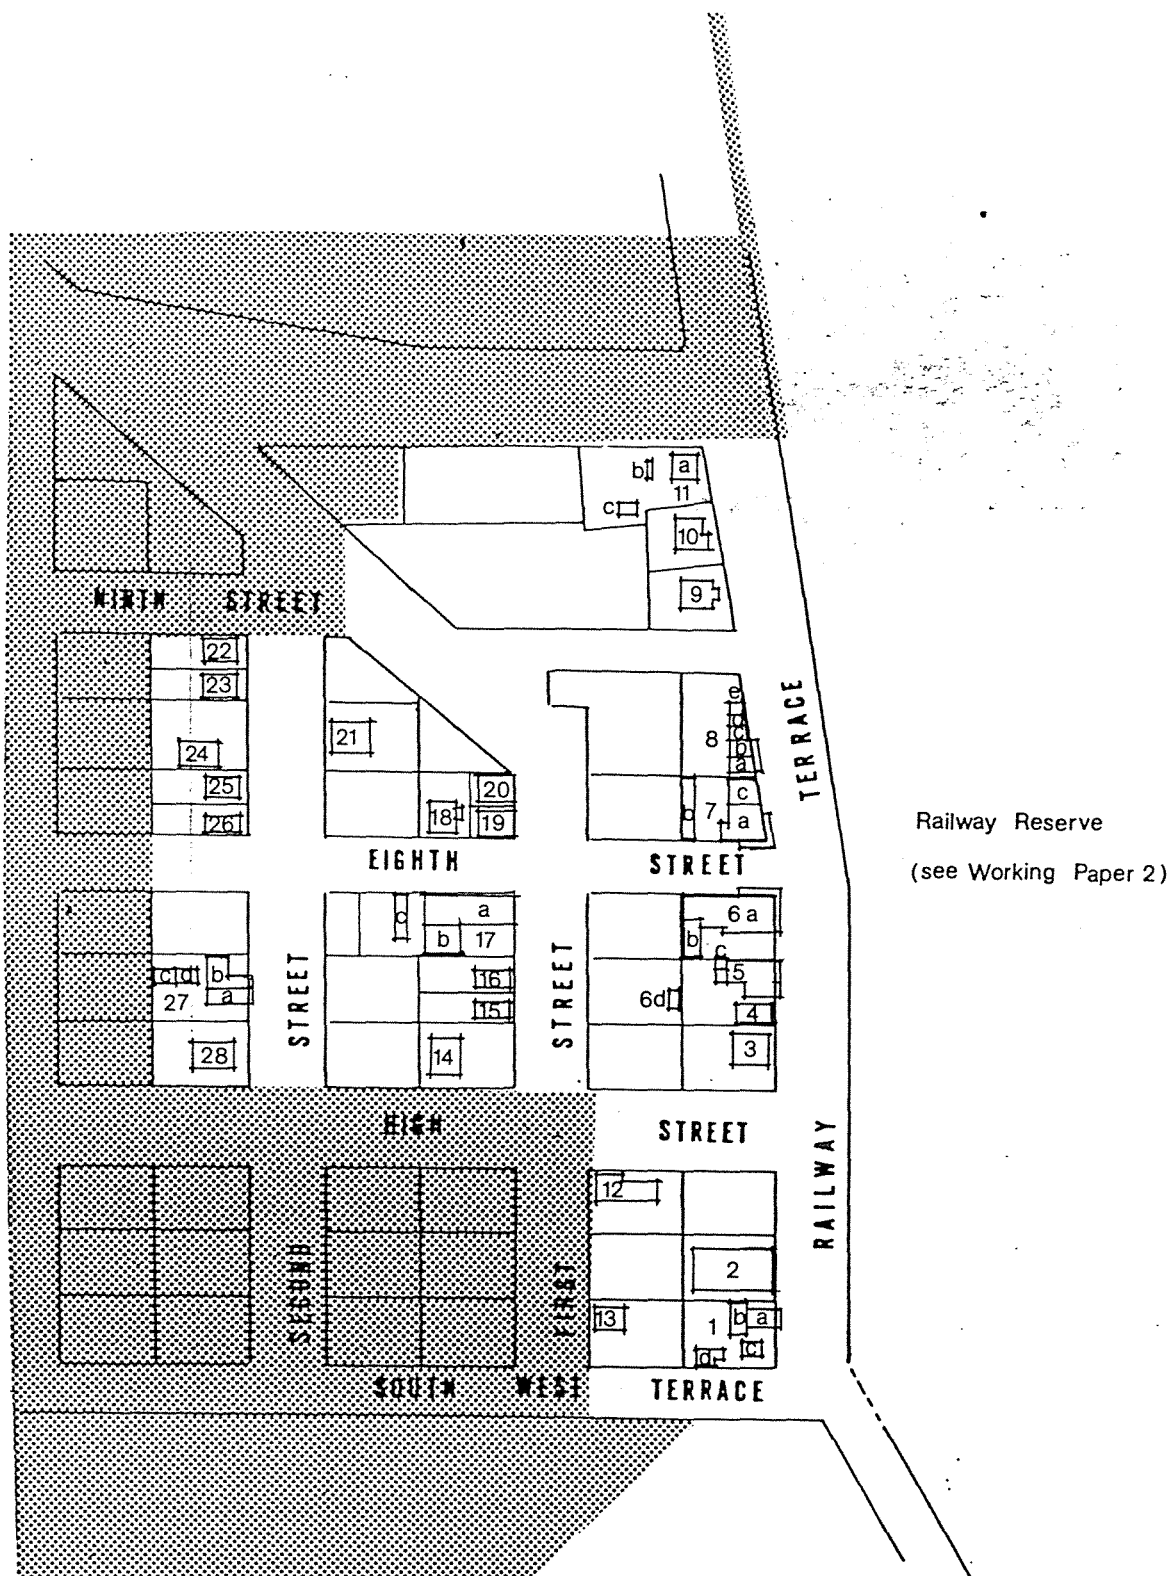 b a
11
c
10
9
NINTH STREET
22
23
24
25
26
21
18
20
19
e
d
c
b
a
8
c
b 7 a
TERRACE
EIGHTH STREET
Railway Reserve
(see Working Paper 2)
c
a
b 17
16
15
14
6a
b
c
5
6d
4
3
c d b
27 a
28
STREET
STREET
HIGH STREET
RAILWAY
12
2
13
1 b a
c
d
SECOND
FIRST
SOUTH WEST TERRACE